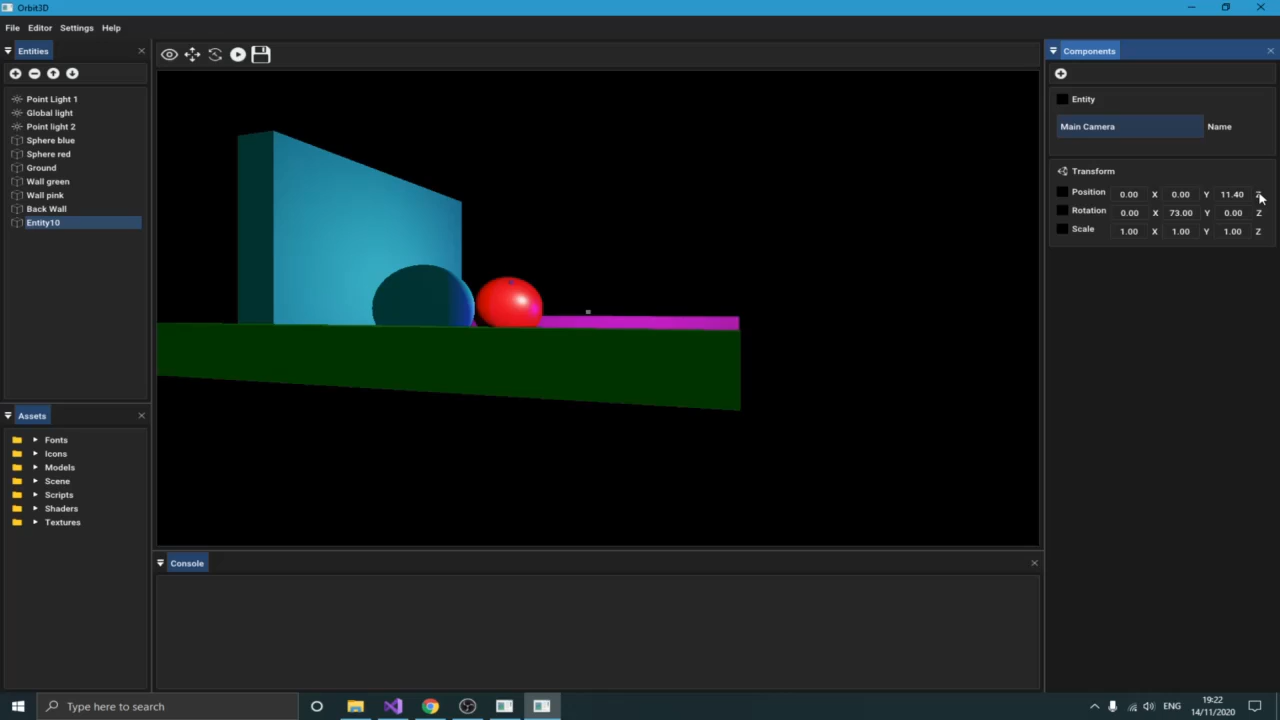 Orbit3D
File Editor Settings Help
Entities
Point Light 1
Global light
Point light 2
Sphere blue
Sphere red
Ground
Wall green
Wall pink
Back Wall
Entity10
Assets
Fonts
Icons
Models
Scene
Scripts
Shaders
Textures
Console
Components
Entity
Main Camera Name
Transform
Position 0.00 X 0.00 Y 11.40 Z
Rotation 0.00 X 73.00 Y 0.00 Z
Scale 1.00 X 1.00 Y 1.00 Z
Type here to search
ENG
19:22
14/11/2020